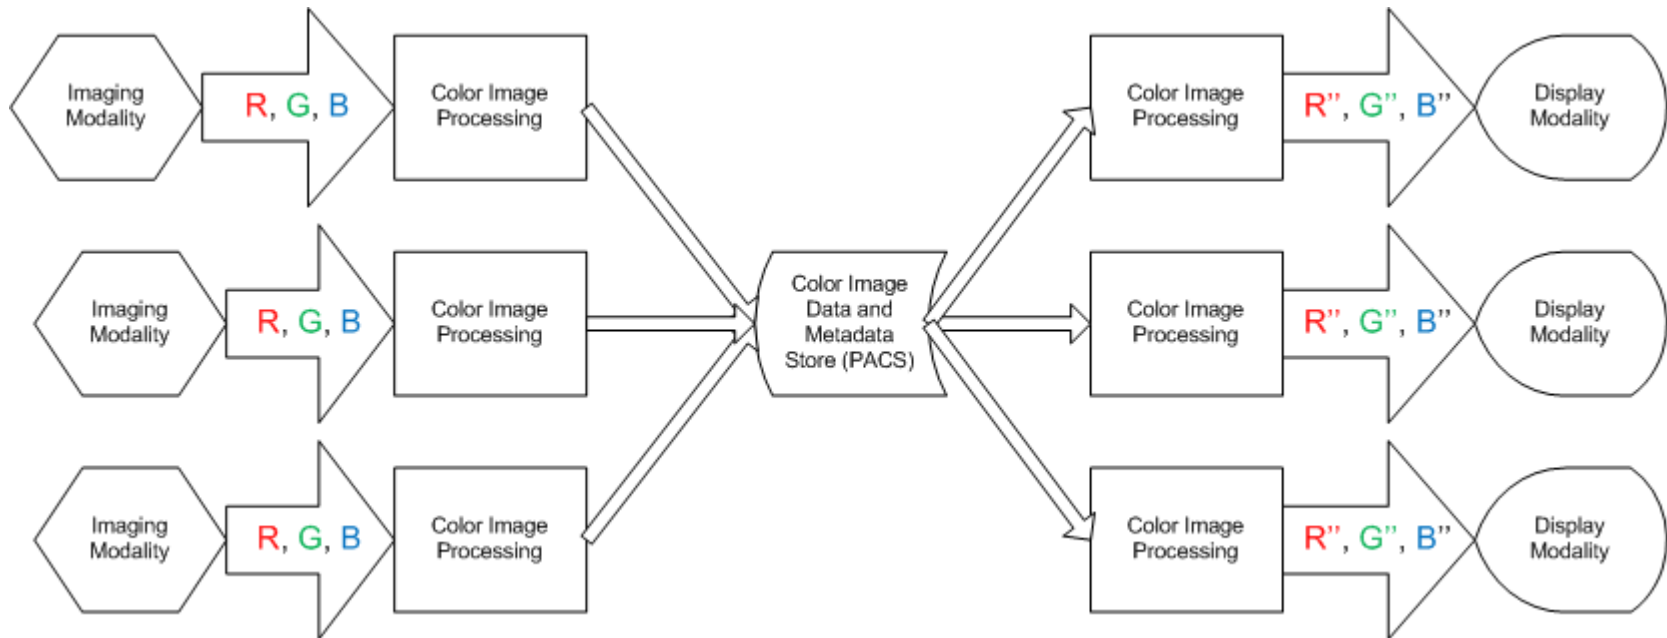 Imaging
Modality
R, G, B
Color Image
Processing
Color Image
Processing
R’’, G’’, B’’
Display
Modality
Imaging
Modality
R, G, B
Color Image
Processing
Color Image
Data and
Metadata
Store (PACS)
Color Image
Processing
R’’, G’’, B’’
Display
Modality
Imaging
Modality
R, G, B
Color Image
Processing
Color Image
Processing
R’’, G’’, B’’
Display
Modality